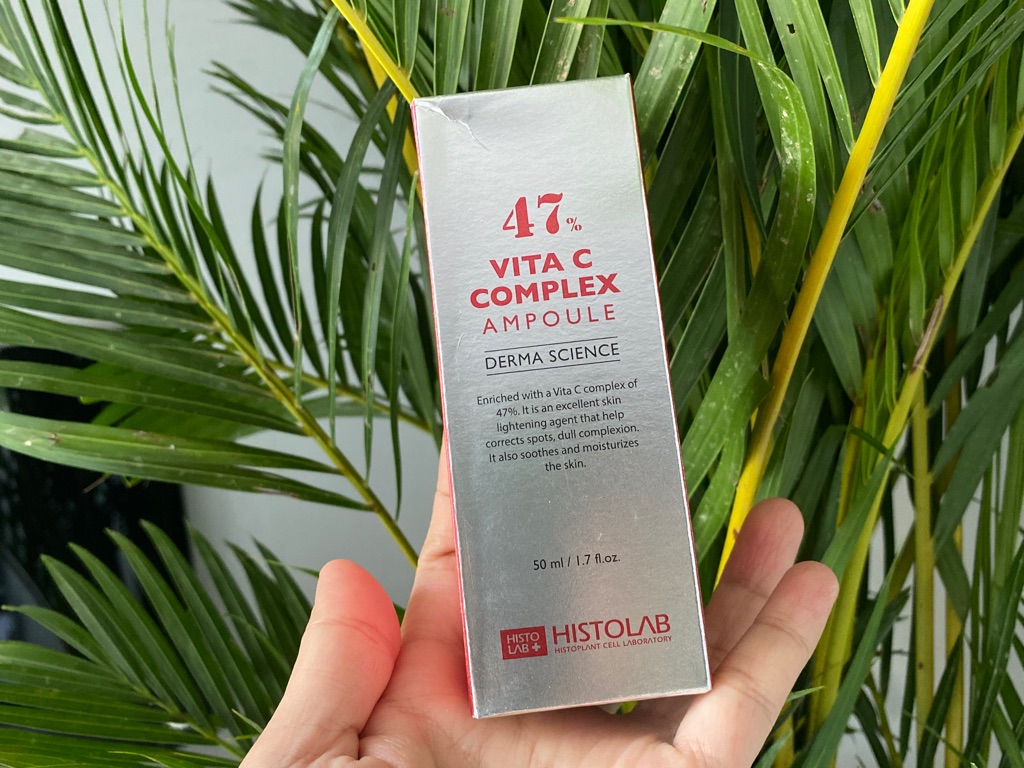 47%
VITA C
COMPLEX
AMPOULE
DERMA SCIENCE
Enriched with a Vita C complex of
47%. It is an excellent skin
lightening agent that help
corrects spots, dull complexion.
It also soothes and moisturizes
the skin.
50 ml / 1.7 fl.oz.
HISTO
LAB+
HISTOLAB
HISTOPLANT CELL LABORATORY